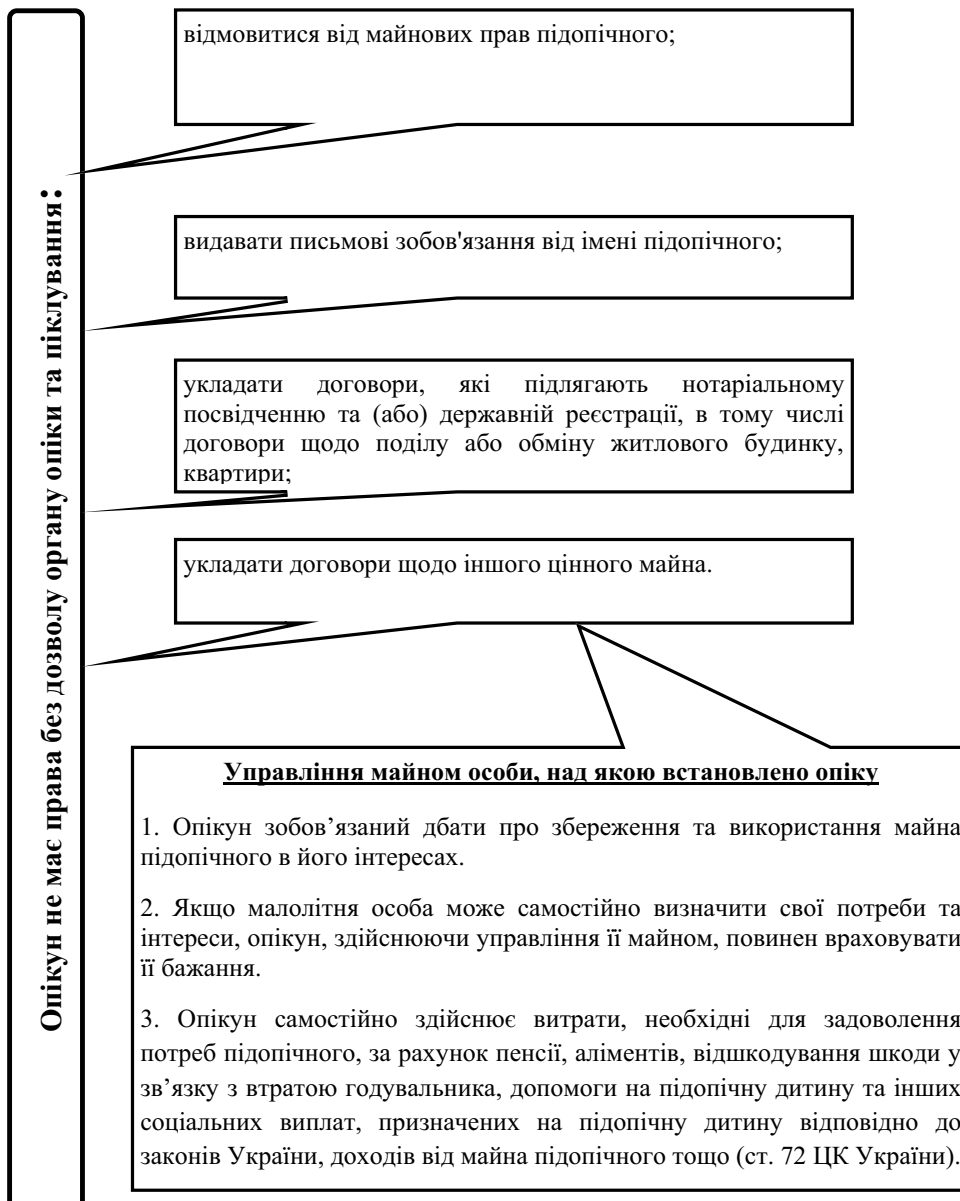 Опікун не має права без дозволу органу опіки та піклування:
відмовитися від майнових прав підопічного;
видавати письмові зобов'язання від імені підопічного;
укладати договори, які підлягають нотаріальному
посвідченню та (або) державній реєстрації, в тому числі
договори щодо поділу або обміну житлового будинку,
квартири;
укладати договори щодо іншого цінного майна.
Управління майном особи, над якою встановлено опіку
1. Опікун зобов’язаний дбати про збереження та використання майна
підопічного в його інтересах.
2. Якщо малолітня особа може самостійно визначити свої потреби та
інтереси, опікун, здійснюючи управління її майном, повинен враховувати
її бажання.
3. Опікун самостійно здійснює витрати, необхідні для задоволення
потреб підопічного, за рахунок пенсії, аліментів, відшкодування шкоди у
зв’язку з втратою годувальника, допомоги на підопічну дитину та інших
соціальних виплат, призначених на підопічну дитину відповідно до
законів України, доходів від майна підопічного тощо (ст. 72 ЦК України).